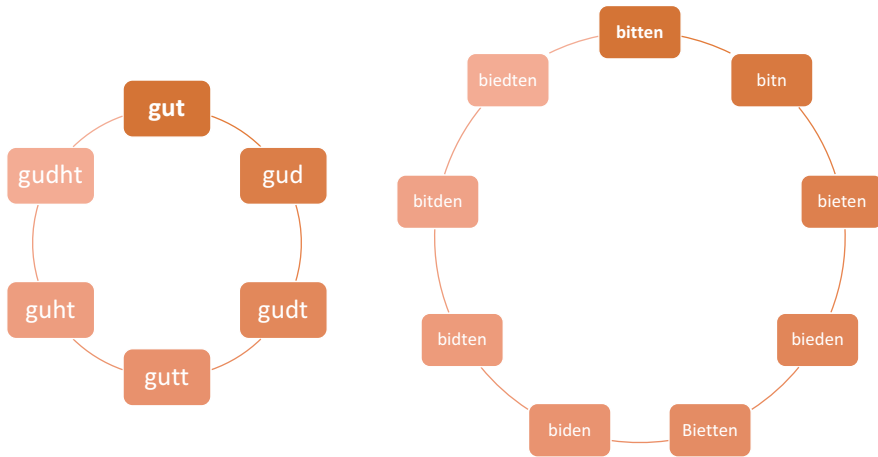 gut
gud
gudt
gutt
guht
gudht
bitten
bitn
bieten
bieden
Bietten
biden
bidten
bitden
biedten